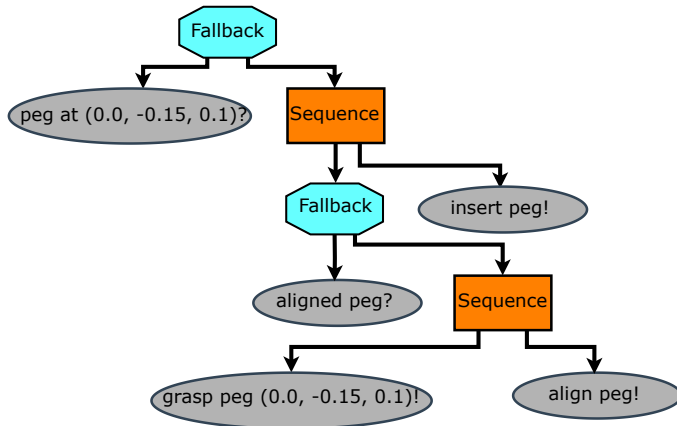 Fallback
peg at (0.0, -0.15, 0.1)?
Sequence
Fallback
insert peg!
aligned peg?
Sequence
grasp peg (0.0, -0.15, 0.1)!
align peg!